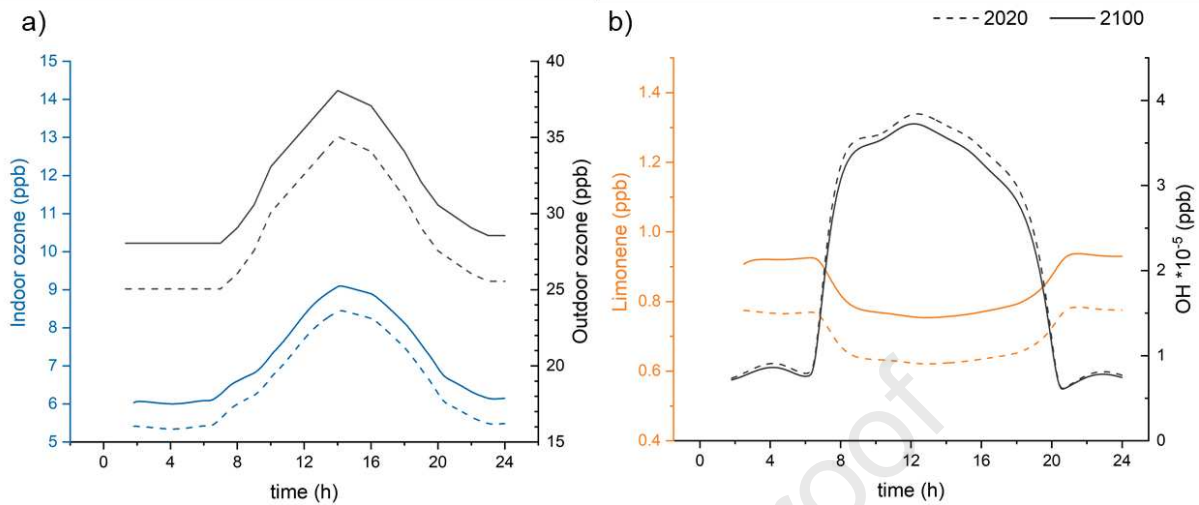 a)
b)
2020
2100
15
14
13
12
11
10
9
8
7
6
5
Indoor ozone (ppb)
40
35
30
25
20
15
Outdoor ozone (ppb)
0 4 8 12 16 20 24
time (h)
1.4
1.2
1.0
0.8
0.6
0.4
Limonene (ppb)
4
3
2
1
0
OH *10⁻⁵ (ppb)
0 4 8 12 16 20 24
time (h)
proof